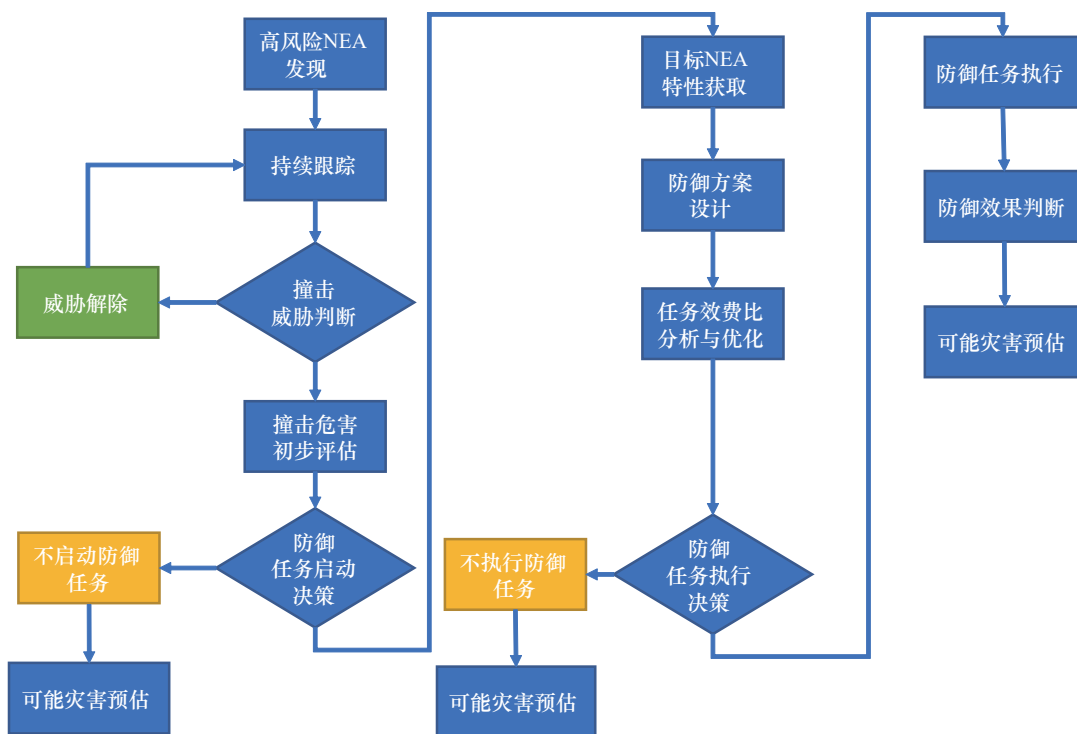 高风险NEA
发现
持续跟踪
撞击
威胁判断
威胁解除
撞击危害
初步评估
防御
任务启动
决策
不启动防御
任务
可能灾害预估
目标NEA
特性获取
防御方案
设计
任务效费比
分析与优化
防御
任务执行
决策
不执行防御
任务
可能灾害预估
防御任务执行
防御效果判断
可能灾害预估